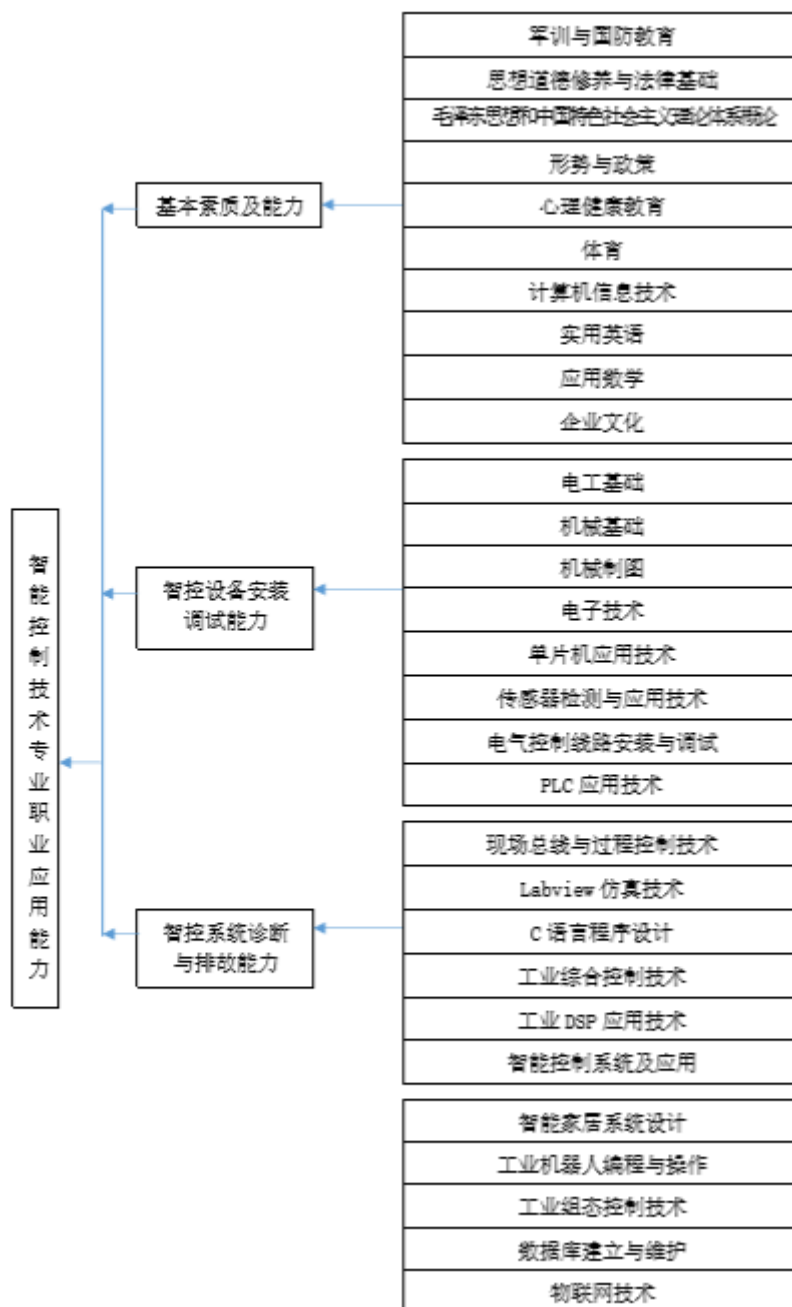 军训与国防教育
思想道德修养与法律基础
毛泽东思想和中国特色社会主义理论体系概论
形势与政策
基本素质及能力
心理健康教育
体育
计算机信息技术
实用英语
应用数学
企业文化
电工基础
机械基础
机械制图
智控设备安装
调试能力
电子技术
单片机应用技术
传感器检测与应用技术
电气控制线路安装与调试
PLC 应用技术
智能控制技术专业职业应用能力
现场总线与过程控制技术
Labview 仿真技术
C 语言程序设计
智控系统诊断
与排故能力
工业综合控制技术
工业 DSP 应用技术
智能控制系统及应用
智能家居系统设计
工业机器人编程与操作
工业组态控制技术
数据库建立与维护
物联网技术